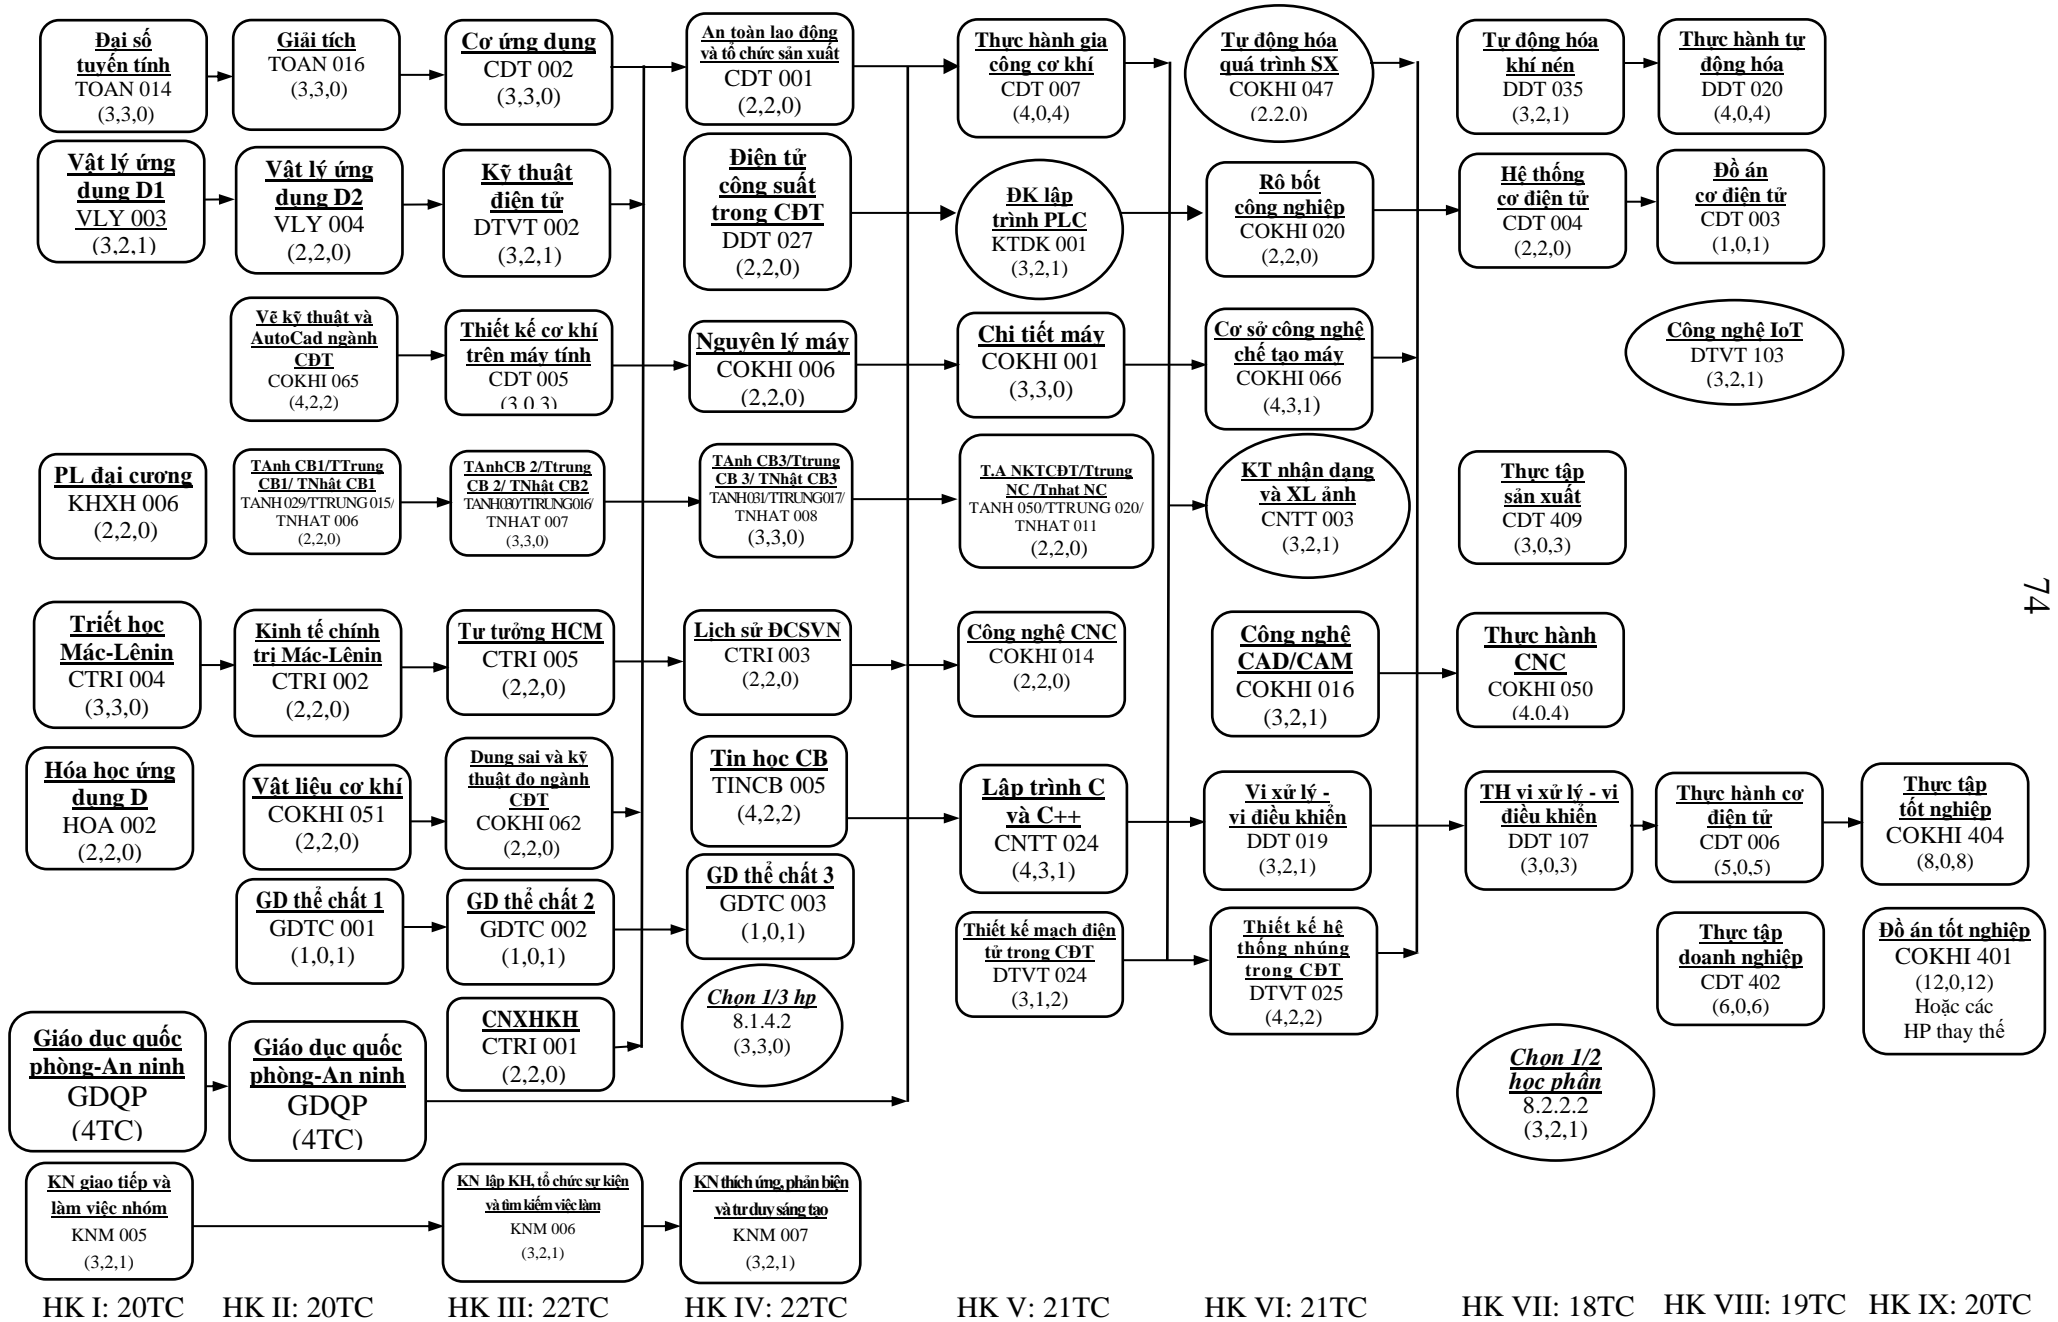 Đại số
tuyến tính
TOAN 014
(3,3,0)
Giải tích
TOAN 016
(3,3,0)
Cơ ứng dụng
CDT 002
(3,3,0)
An toàn lao động
và tổ chức sản xuất
CDT 001
(2,2,0)
Thực hành gia
công cơ khí
CDT 007
(4,0,4)
Tự động hóa
quá trình SX
COKHI 047
(2,2,0)
Tự động hóa
khí nén
DDT 035
(3,2,1)
Thực hành tự
động hóa
DDT 020
(4,0,4)
Vật lý ứng
dụng D1
VLY 003
(3,2,1)
Vật lý ứng
dụng D2
VLY 004
(2,2,0)
Kỹ thuật
điện tử
DTVT 002
(3,2,1)
Điện tử
công suất
trong CĐT
DDT 027
(2,2,0)
ĐK lập
trình PLC
KTDK 001
(3,2,1)
Rô bốt
công nghiệp
COKHI 020
(2,2,0)
Hệ thống
cơ điện tử
CDT 004
(2,2,0)
Đồ án
cơ điện tử
CDT 003
(1,0,1)
Vẽ kỹ thuật và
AutoCad ngành
CĐT
COKHI 065
(4,2,2)
Thiết kế cơ khí
trên máy tính
CDT 005
(3,0,3)
Nguyên lý máy
COKHI 006
(2,2,0)
Chi tiết máy
COKHI 001
(3,3,0)
Cơ sở công nghệ
chế tạo máy
COKHI 066
(4,3,1)
Công nghệ IoT
DTVT 103
(3,2,1)
PL đại cương
KHXH 006
(2,2,0)
TAnh CB1/TTrung
CB1/ TNhật CB1
TANH 029/TTRUNG 015/
TNHAT 006
(2,2,0)
TAnhCB 2/Ttrung
CB 2/ TNhật CB2
TANH030/TTRUNG016/
TNHAT 007
(3,3,0)
TAnh CB3/Ttrung
CB 3/ TNhật CB3
TANH031/TTRUNG017/
TNHAT 008
(3,3,0)
T.A NKTCĐT/Ttrung
NC /Tnhat NC
TANH 050/TTRUNG 020/
TNHAT 011
(2,2,0)
KT nhận dạng
và XL ảnh
CNTT 003
(3,2,1)
Thực tập
sản xuất
CDT 409
(3,0,3)
74
Triết học
Mác-Lênin
CTRI 004
(3,3,0)
Kinh tế chính
trị Mác-Lênin
CTRI 002
(2,2,0)
Tư tưởng HCM
CTRI 005
(2,2,0)
Lịch sử ĐCSVN
CTRI 003
(2,2,0)
Công nghệ CNC
COKHI 014
(2,2,0)
Công nghệ
CAD/CAM
COKHI 016
(3,2,1)
Thực hành
CNC
COKHI 050
(4,0,4)
Hóa học ứng
dụng D
HOA 002
(2,2,0)
Vật liệu cơ khí
COKHI 051
(2,2,0)
Dung sai và kỹ
thuật đo ngành
CĐT
COKHI 062
(2,2,0)
Tin học CB
TINCB 005
(4,2,2)
Lập trình C
và C++
CNTT 024
(4,3,1)
Vi xử lý -
vi điều khiển
DDT 019
(3,2,1)
TH vi xử lý - vi
điều khiển
DDT 107
(3,0,3)
Thực hành cơ
điện tử
CDT 006
(5,0,5)
Thực tập
tốt nghiệp
COKHI 404
(8,0,8)
GD thể chất 1
GDTC 001
(1,0,1)
GD thể chất 2
GDTC 002
(1,0,1)
GD thể chất 3
GDTC 003
(1,0,1)
Thiết kế mạch điện
tử trong CĐT
DTVT 024
(3,1,2)
Thiết kế hệ
thống nhúng
trong CĐT
DTVT 025
(4,2,2)
Thực tập
doanh nghiệp
CDT 402
(6,0,6)
Đồ án tốt nghiệp
COKHI 401
(12,0,12)
Hoặc các
HP thay thế
Giáo dục quốc
phòng-An ninh
GDQP
(4TC)
Giáo dục quốc
phòng-An ninh
GDQP
(4TC)
CNXHKH
CTRI 001
(2,2,0)
Chọn 1/3 hp
8.1.4.2
(3,3,0)
Chọn 1/2
học phần
8.2.2.2
(3,2,1)
KN giao tiếp và
làm việc nhóm
KNM 005
(3,2,1)
KN lập KH, tổ chức sự kiện
và tìm kiếm việc làm
KNM 006
(3,2,1)
KN thích ứng, phản biện
và tư duy sáng tạo
KNM 007
(3,2,1)
HK I: 20TC
HK II: 20TC
HK III: 22TC
HK IV: 22TC
HK V: 21TC
HK VI: 21TC
HK VII: 18TC
HK VIII: 19TC
HK IX: 20TC